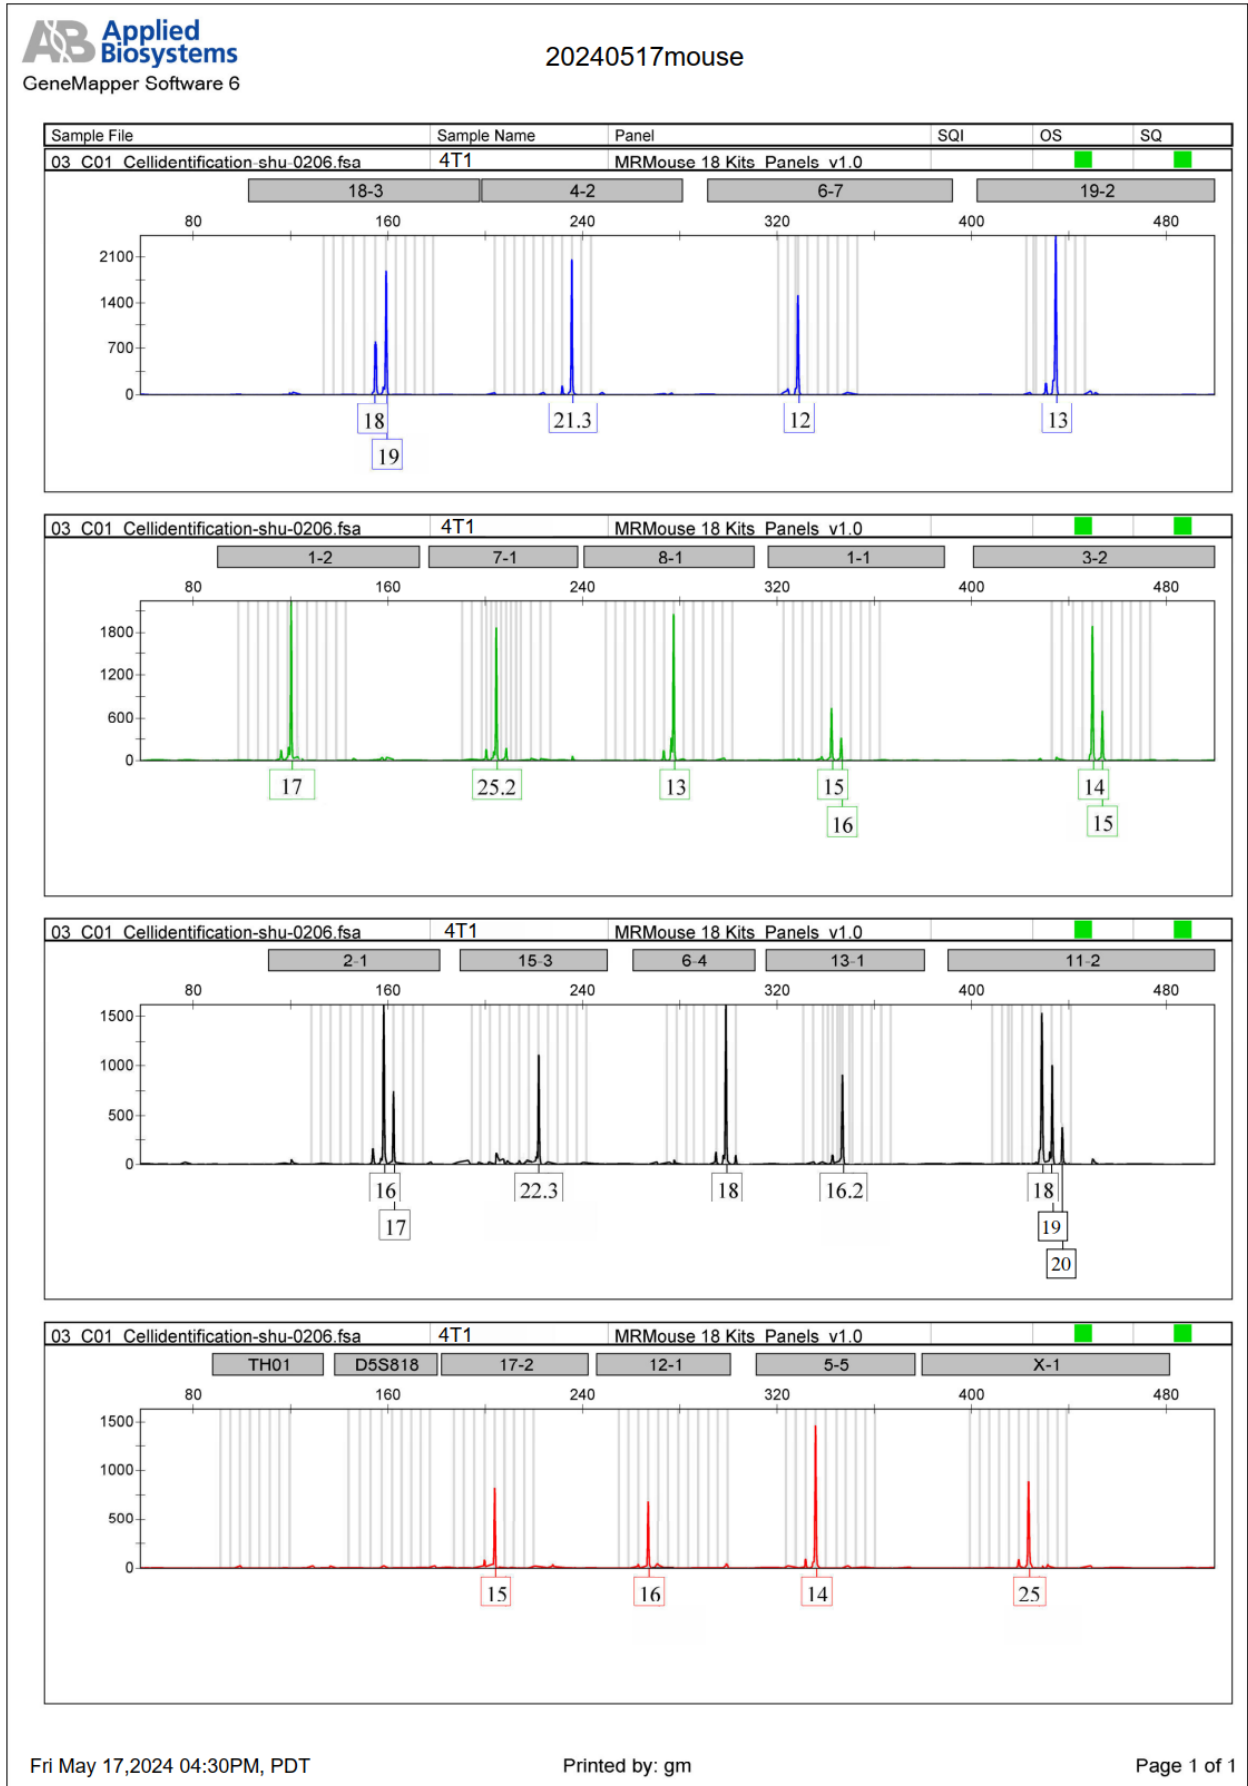 AB Applied Biosystems
GeneMapper Software 6
20240517mouse
Sample File Sample Name Panel SQI OS SQ
03_C01_Cellidentification-shu-0206.fsa 4T1 MRMouse 18 Kits_Panels_v1.0
18-3 4-2 6-7 19-2
80 160 240 320 400 480
2100
1400
700
0
18 21.3 12 13
19
03_C01_Cellidentification-shu-0206.fsa 4T1 MRMouse 18 Kits_Panels_v1.0
1-2 7-1 8-1 1-1 3-2
80 160 240 320 400 480
1800
1200
600
0
17 25.2 13 15 14
16 15
03_C01_Cellidentification-shu-0206.fsa 4T1 MRMouse 18 Kits_Panels_v1.0
2-1 15-3 6-4 13-1 11-2
80 160 240 320 400 480
1500
1000
500
0
16 22.3 18 16.2 18
17 19
20
03_C01_Cellidentification-shu-0206.fsa 4T1 MRMouse 18 Kits_Panels_v1.0
TH01 D5S818 17-2 12-1 5-5 X-1
80 160 240 320 400 480
1500
1000
500
0
15 16 14 25
Fri May 17,2024 04:30PM, PDT Printed by: gm Page 1 of 1